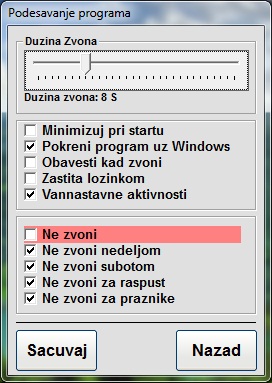 Podesavanje programa
Duzina Zvona
Duzina zvona: 8 S
Minimizuj pri startu
Pokreni program uz Windows
Obavesti kad zvoni
Zastita lozinkom
Vannastavne aktivnosti
Ne zvoni
Ne zvoni nedeljom
Ne zvoni subotom
Ne zvoni za raspust
Ne zvoni za praznike
Sacuvaj
Nazad